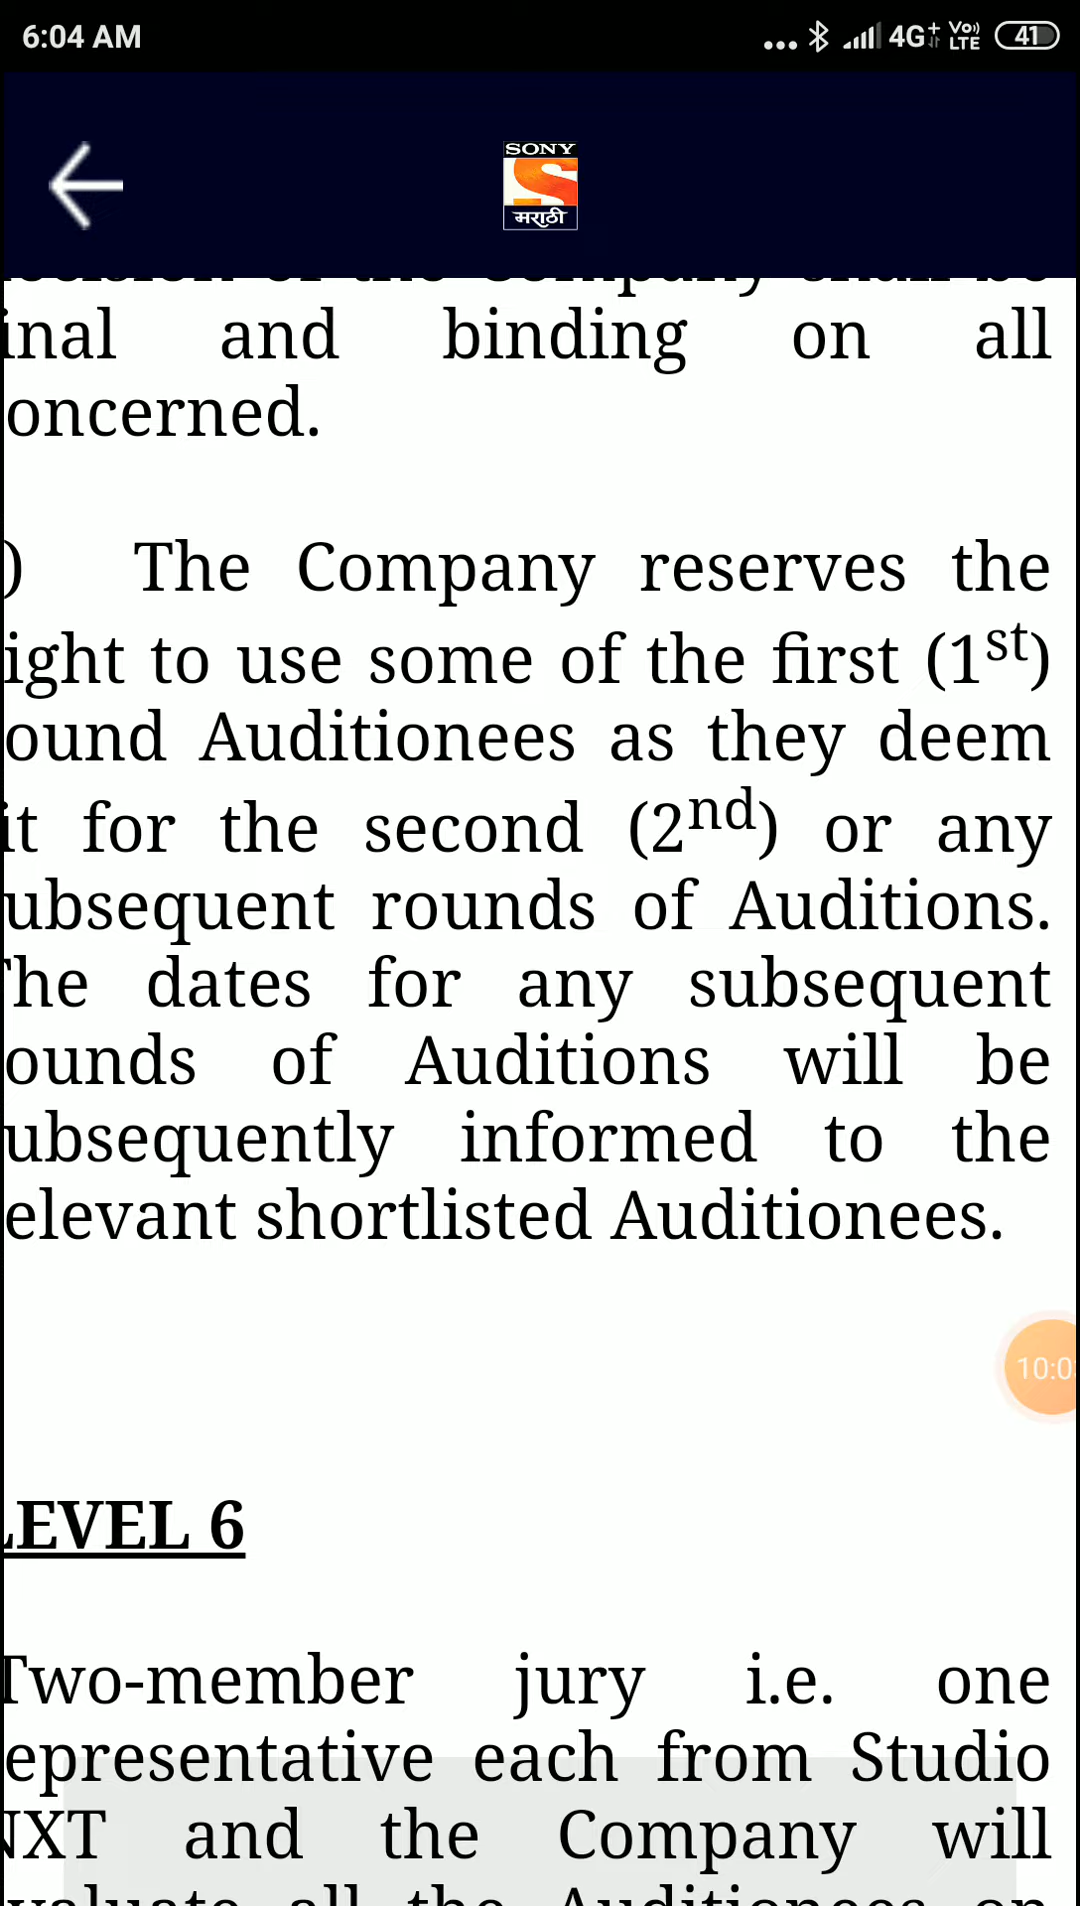 6:04 AM
4G+ VoLTE 41
SONY
मराठी
inal and binding on all
oncerned.
) The Company reserves the
ight to use some of the first (1st)
ound Auditionees as they deem
it for the second (2nd) or any
ubsequent rounds of Auditions.
The dates for any subsequent
ounds of Auditions will be
ubsequently informed to the
elevant shortlisted Auditionees.
10:0
LEVEL 6
Two-member jury i.e. one
epresentative each from Studio
NXT and the Company will